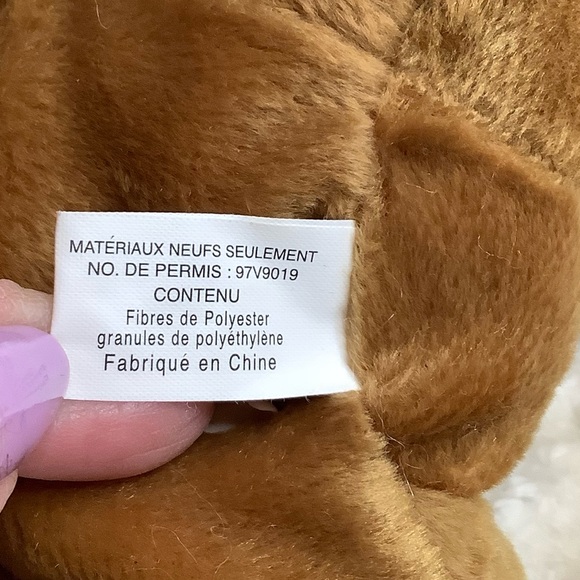 MATÉRIAUX NEUFS SEULEMENT
NO. DE PERMIS : 97V9019
CONTENU
Fibres de Polyester
granules de polyéthylène
Fabriqué en Chine